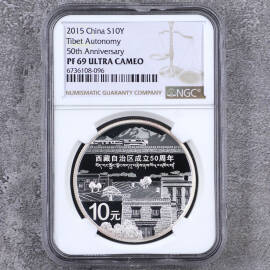 2015 China S10Y
Tibet Autonomy
50th Anniversary
PF 69 ULTRA CAMEO
6736108-096
NUMISMATIC GUARANTY COMPANY
NGC
西藏自治区成立50周年
10元